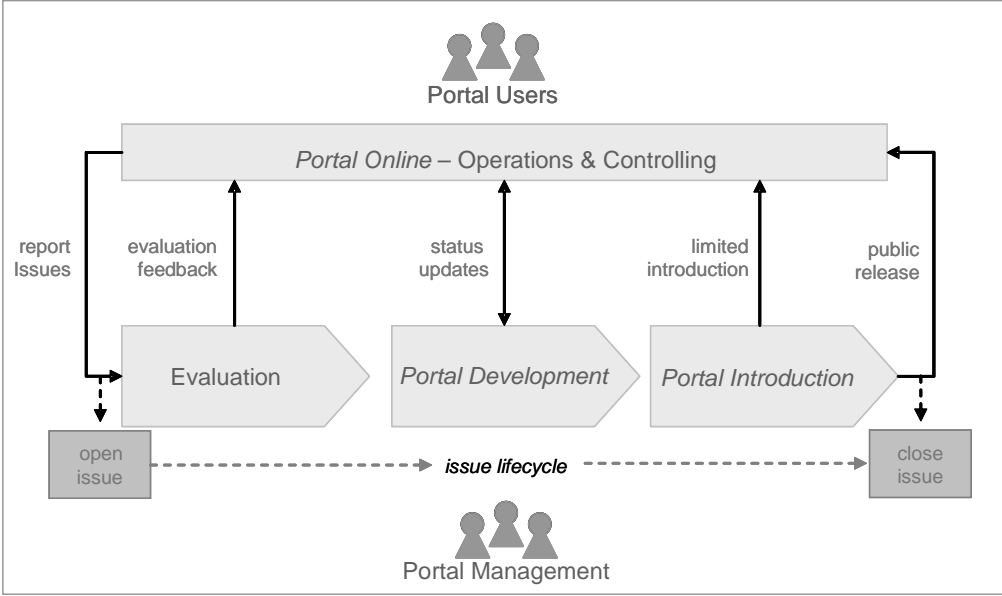 Portal Users
Portal Online – Operations & Controlling
report
Issues
evaluation
feedback
status
updates
limited
introduction
public
release
Evaluation
Portal Development
Portal Introduction
open
issue
issue lifecycle
close
issue
Portal Management